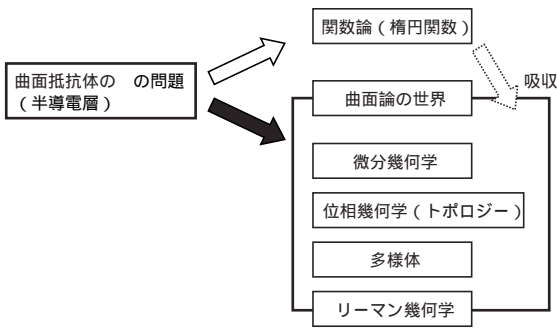 関数論(楕円関数)
曲面抵抗体の の問題
(半導電層)
吸収
曲面論の世界
微分幾何学
位相幾何学(トポロジー)
多様体
リーマン幾何学